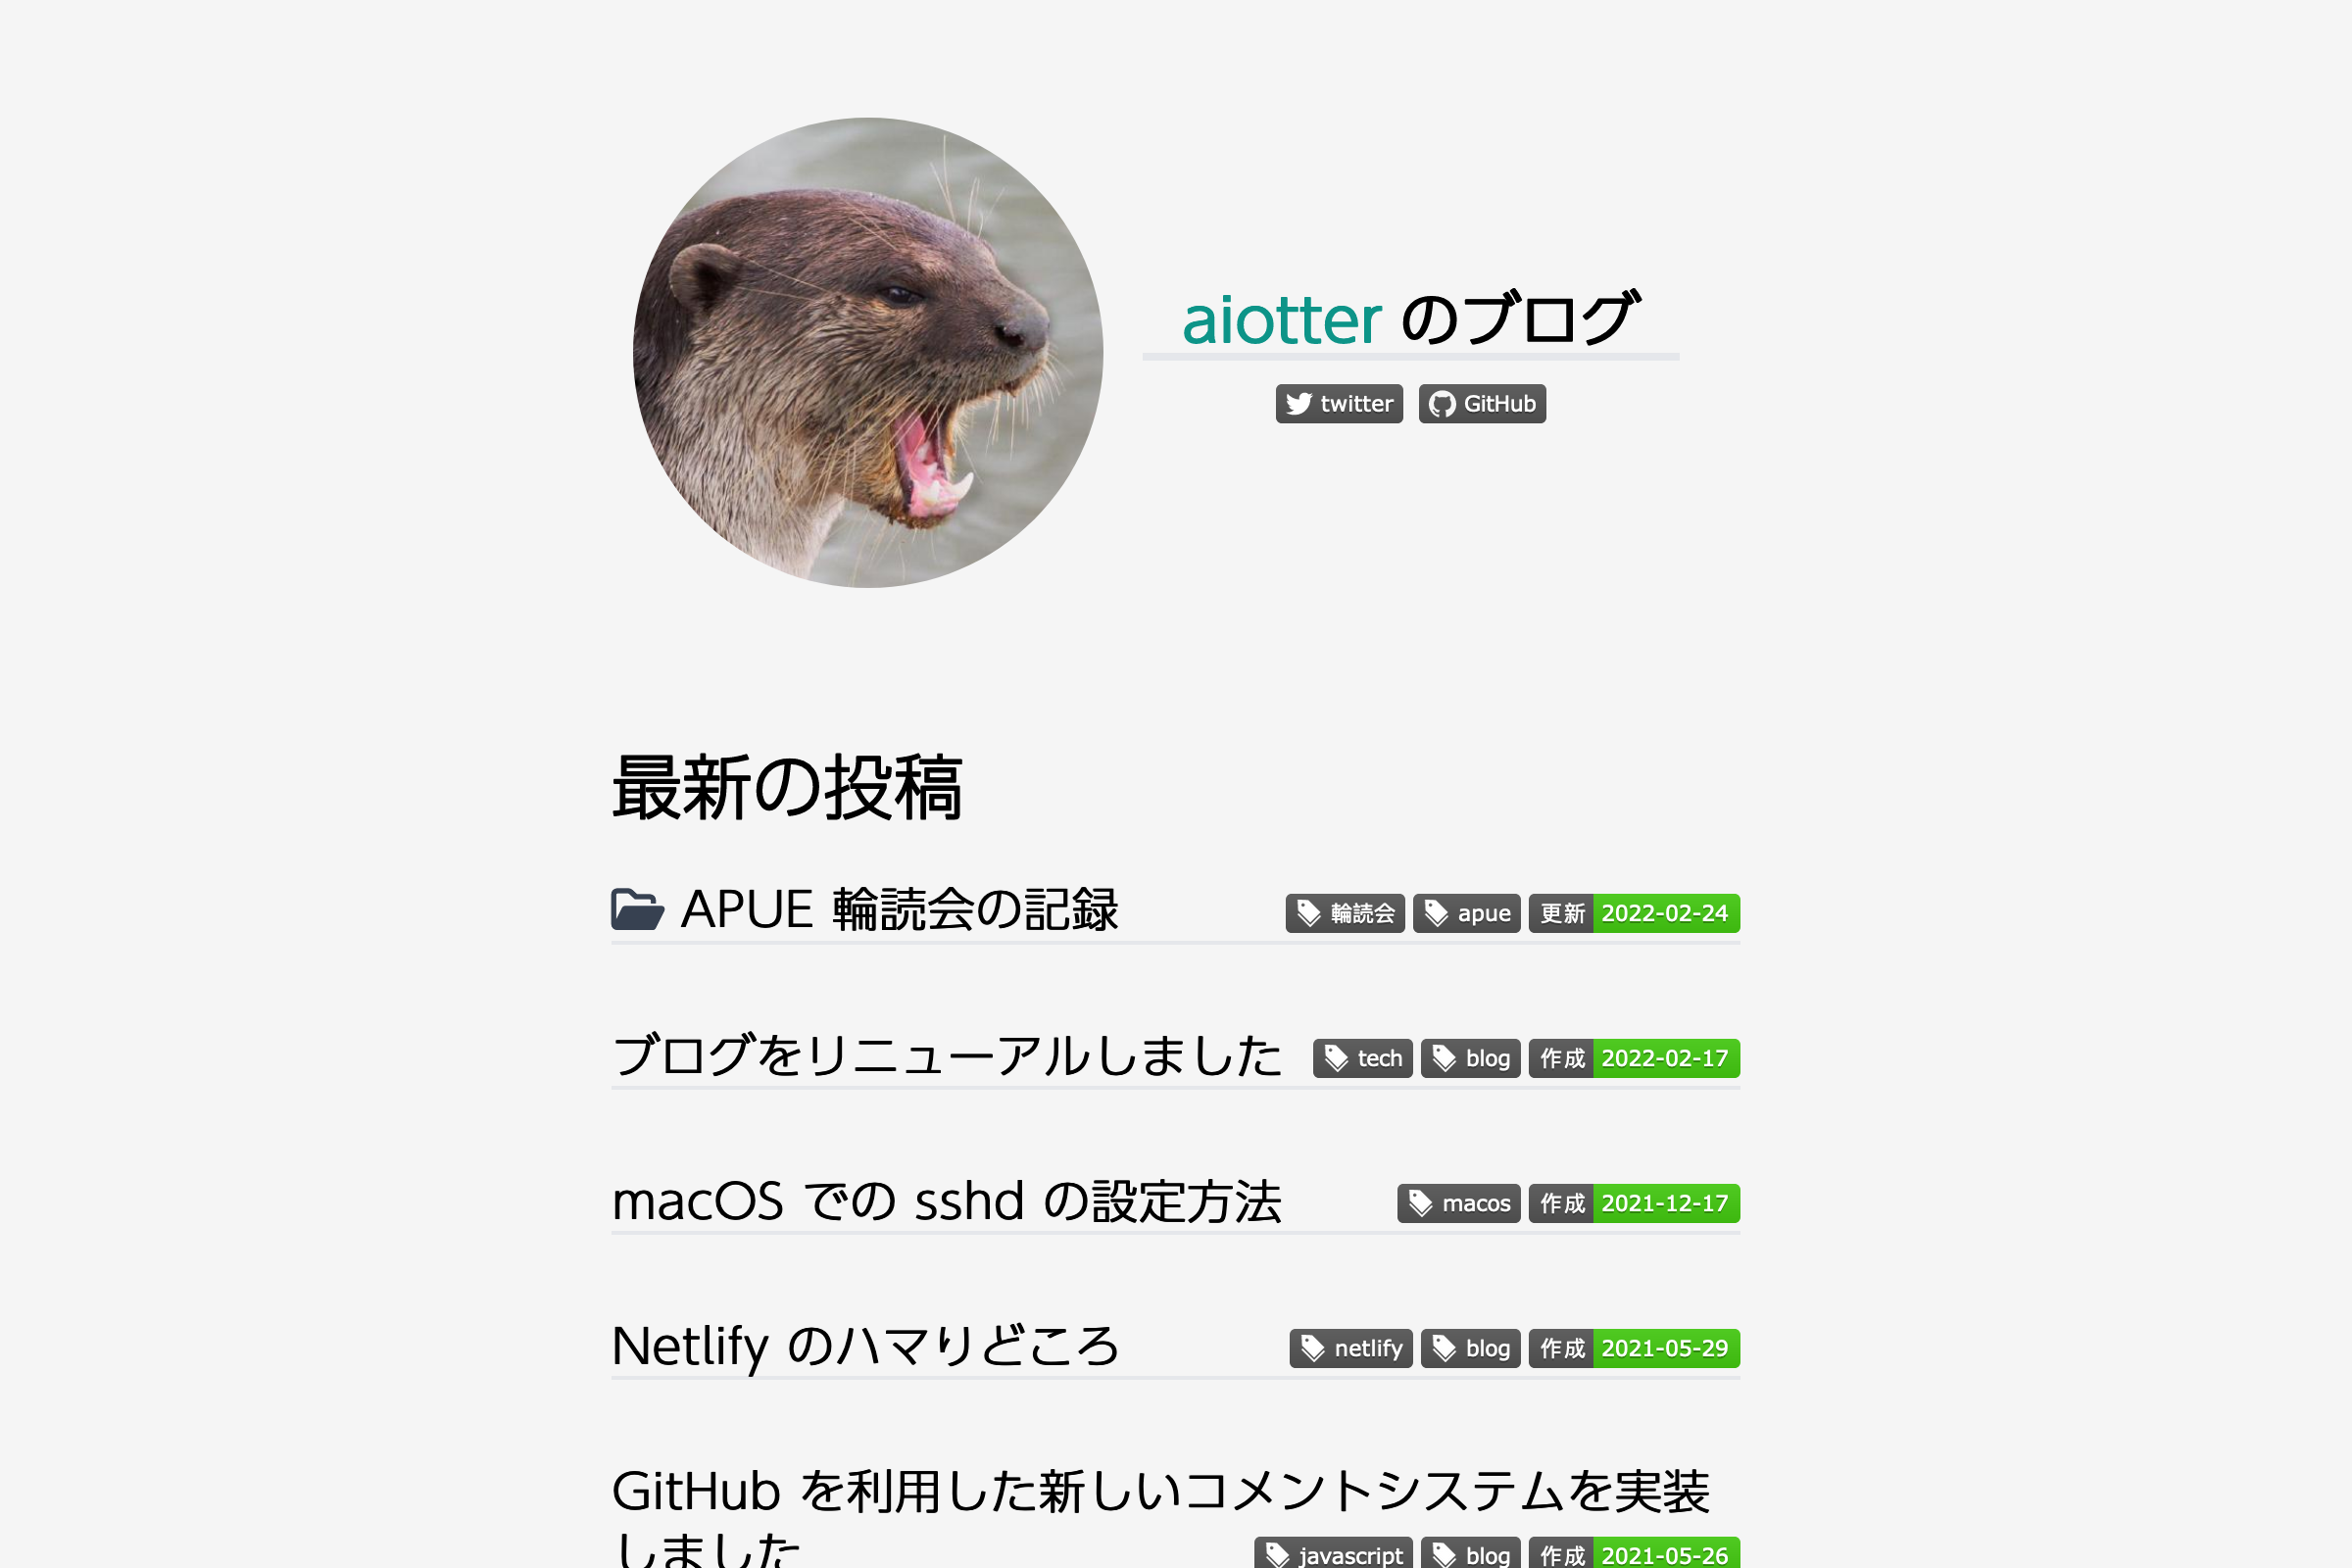 aiotter のブログ
twitter GitHub
最新の投稿
APUE 輪読会の記録 輪読会 apue 更新 2022-02-24
ブログをリニューアルしました tech blog 作成 2022-02-17
macOS での sshd の設定方法 macos 作成 2021-12-17
Netlify のハマりどころ netlify blog 作成 2021-05-29
GitHub を利用した新しいコメントシステムを実装
しました javascript blog 作成 2021-05-26